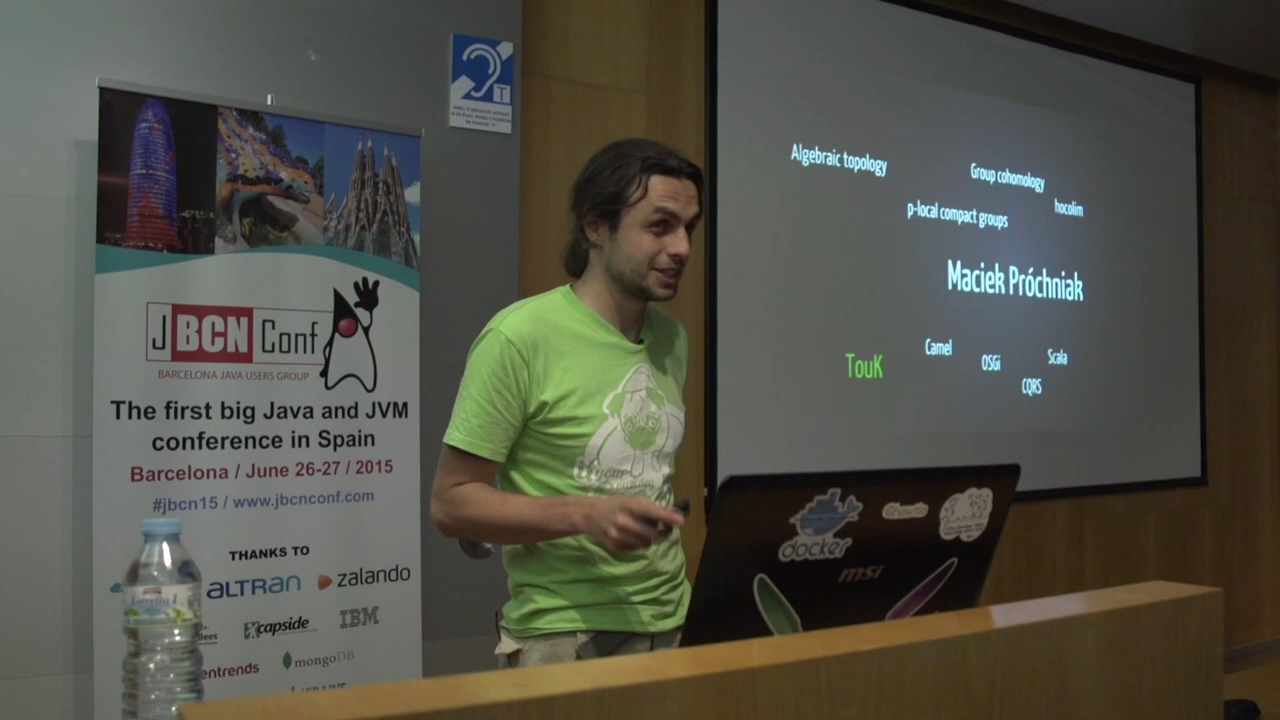 T
J BCN Conf
BARCELONA JAVA USERS GROUP
The first big Java and JVM
conference in Spain
Barcelona / June 26-27 / 2015
#jbcn15 / www.jbcnconf.com
THANKS TO
ALTRAN
zalando
capside
IBM
mongoDB
Algebraic topology
Group cohomology
hocolim
p-local compact groups
Maciek Próchniak
TouK
Camel
OSGi
Scala
CQRS
your
docker
msi